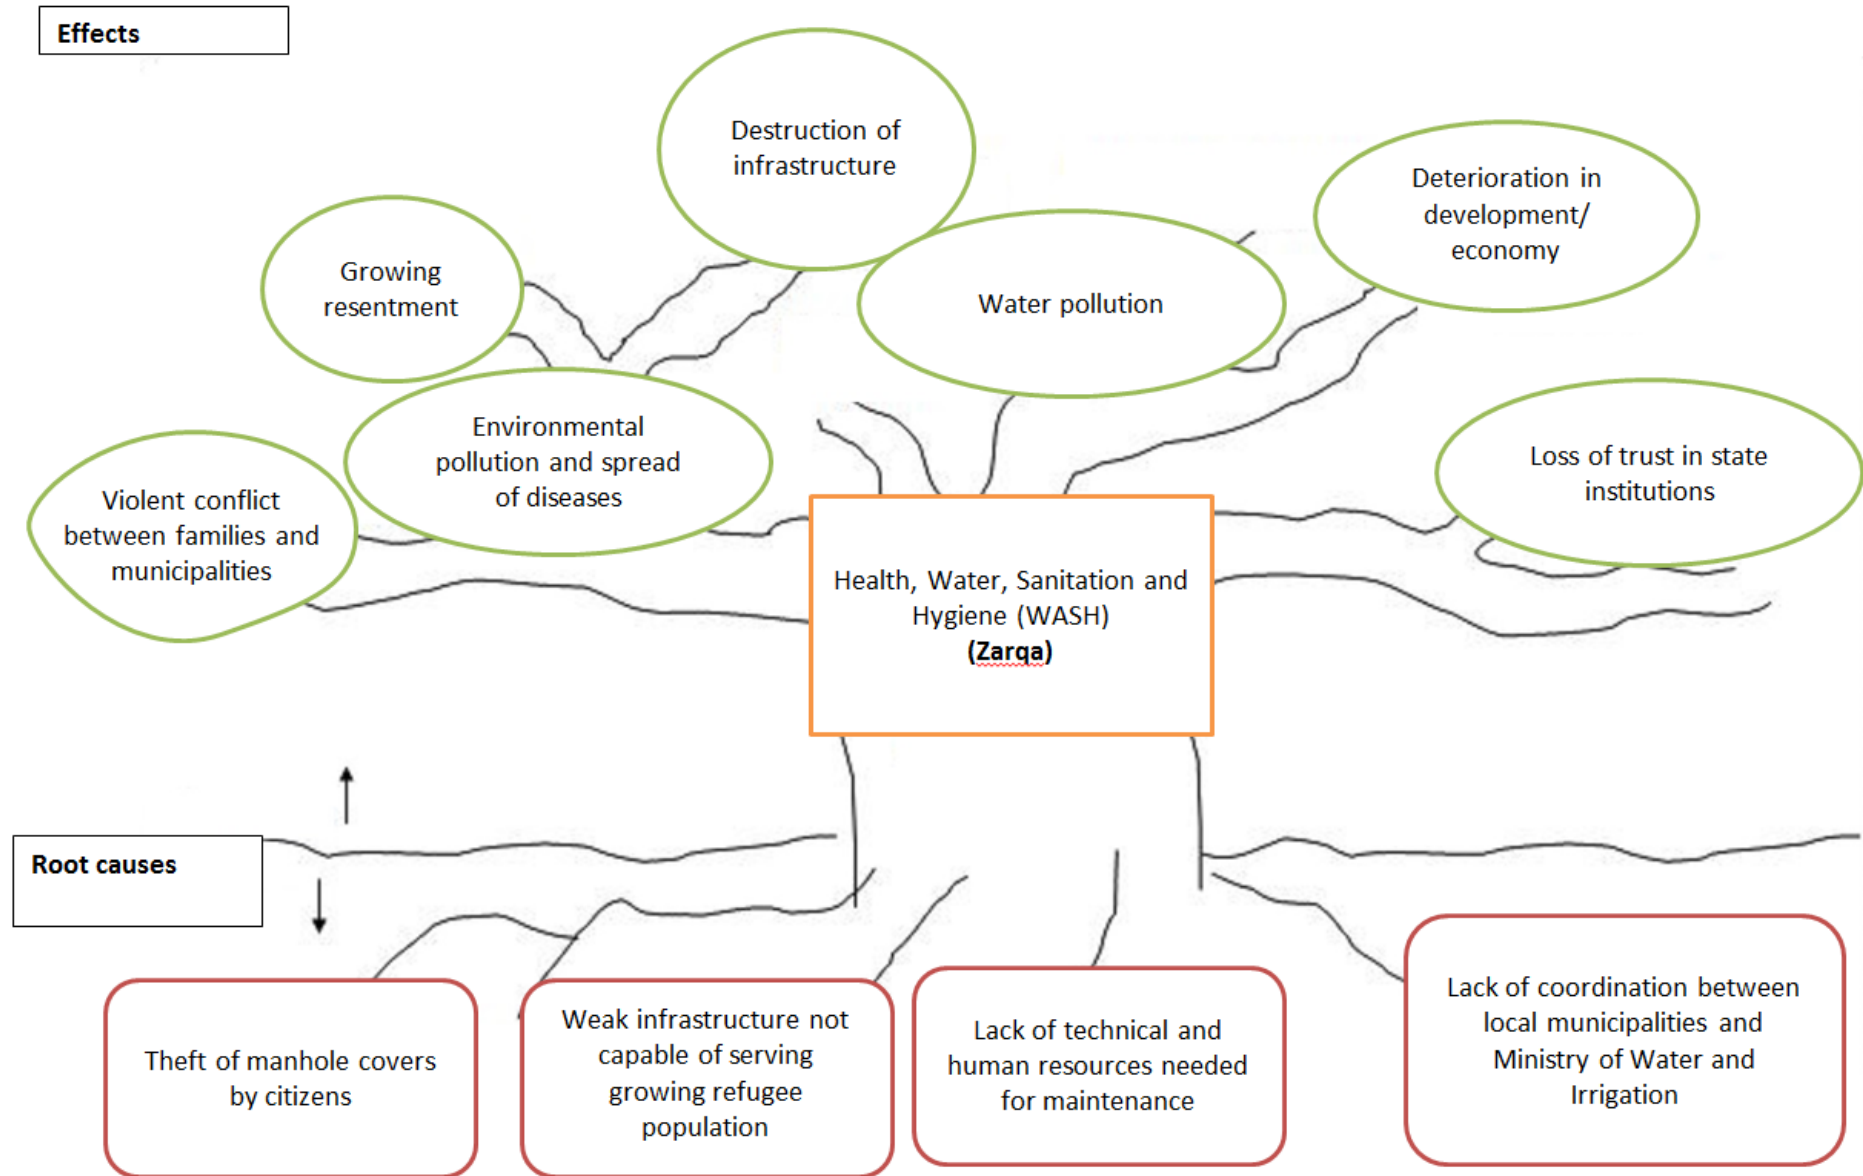 Effects
Destruction of
infrastructure
Deterioration in
development/
economy
Growing
resentment
Water pollution
Environmental
pollution and spread
of diseases
Loss of trust in state
institutions
Violent conflict
between families and
municipalities
Health, Water, Sanitation and
Hygiene (WASH)
(Zarqa)
Root causes
Theft of manhole covers
by citizens
Weak infrastructure not
capable of serving
growing refugee
population
Lack of technical and
human resources needed
for maintenance
Lack of coordination between
local municipalities and
Ministry of Water and
Irrigation